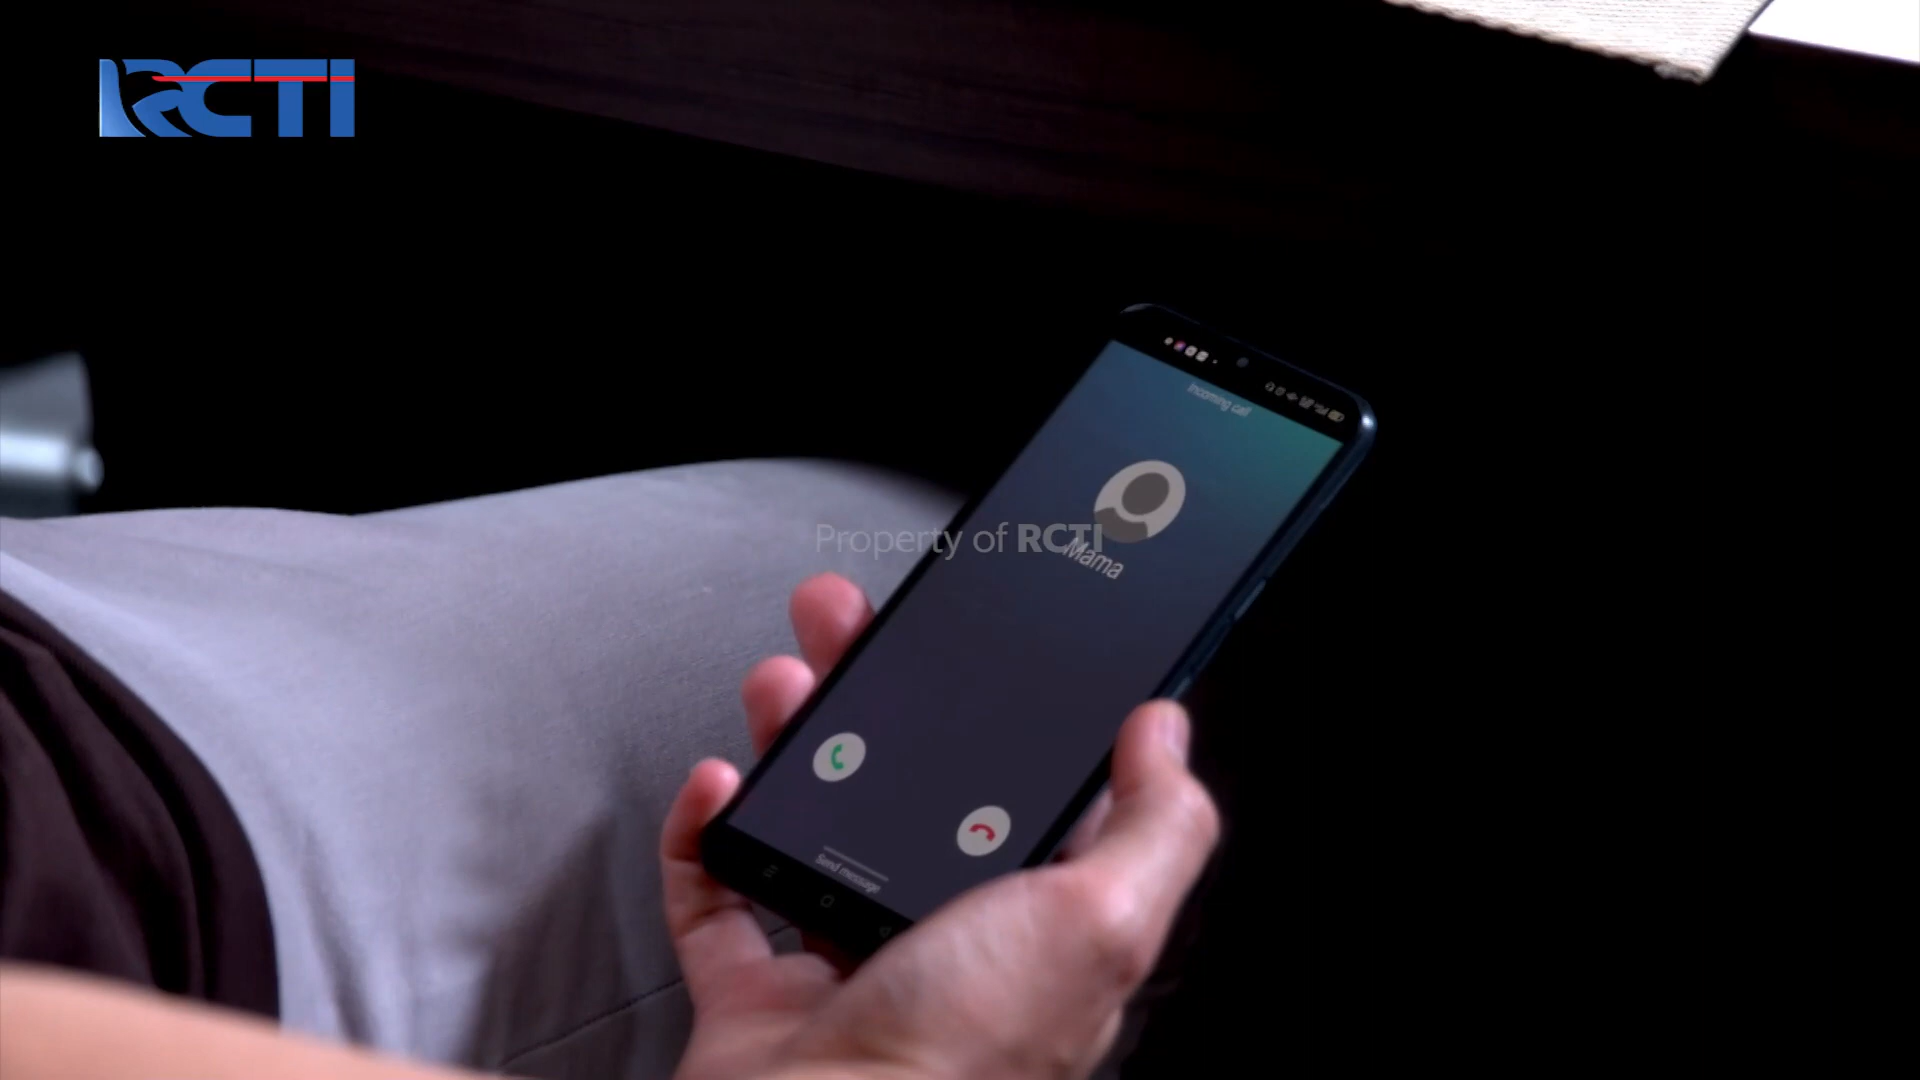 RCTI
Incoming call
Property of RCTI
Mama
Send message